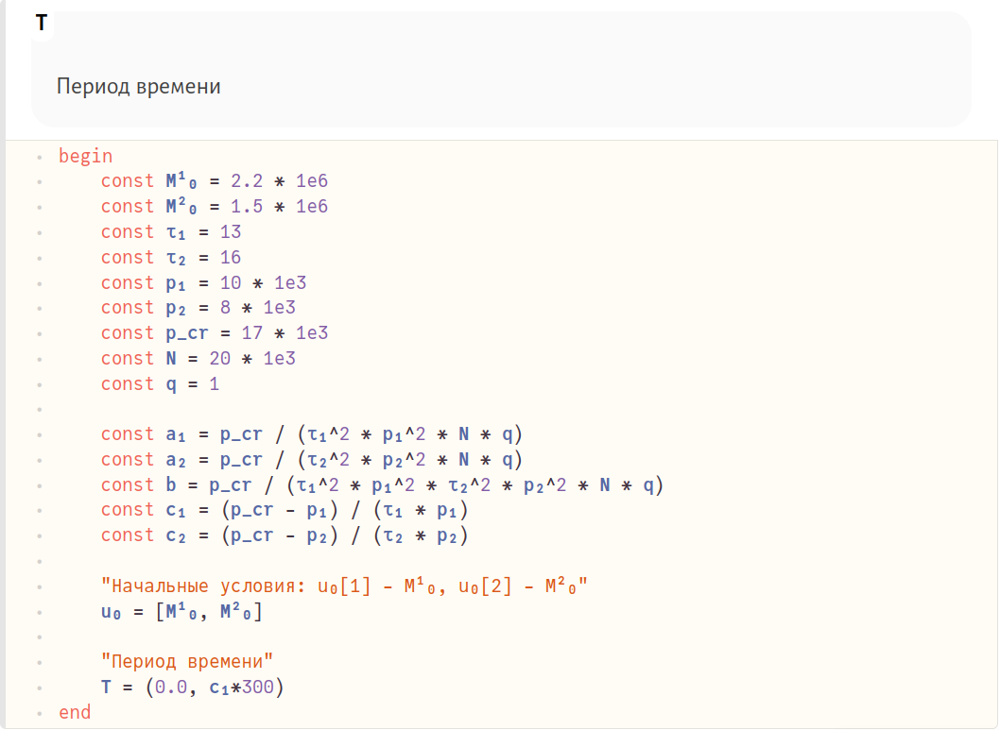 T
Период времени
begin
    const M¹₀ = 2.2 * 1e6
    const M²₀ = 1.5 * 1e6
    const τ₁ = 13
    const τ₂ = 16
    const p₁ = 10 * 1e3
    const p₂ = 8 * 1e3
    const p_cr = 17 * 1e3
    const N = 20 * 1e3
    const q = 1
    const a₁ = p_cr / (τ₁^2 * p₁^2 * N * q)
    const a₂ = p_cr / (τ₂^2 * p₂^2 * N * q)
    const b = p_cr / (τ₁^2 * p₁^2 * τ₂^2 * p₂^2 * N * q)
    const c₁ = (p_cr - p₁) / (τ₁ * p₁)
    const c₂ = (p_cr - p₂) / (τ₂ * p₂)
    "Начальные условия: u₀[1] - M¹₀, u₀[2] - M²₀"
    u₀ = [M¹₀, M²₀]
    "Период времени"
    T = (0.0, c₁*300)
end